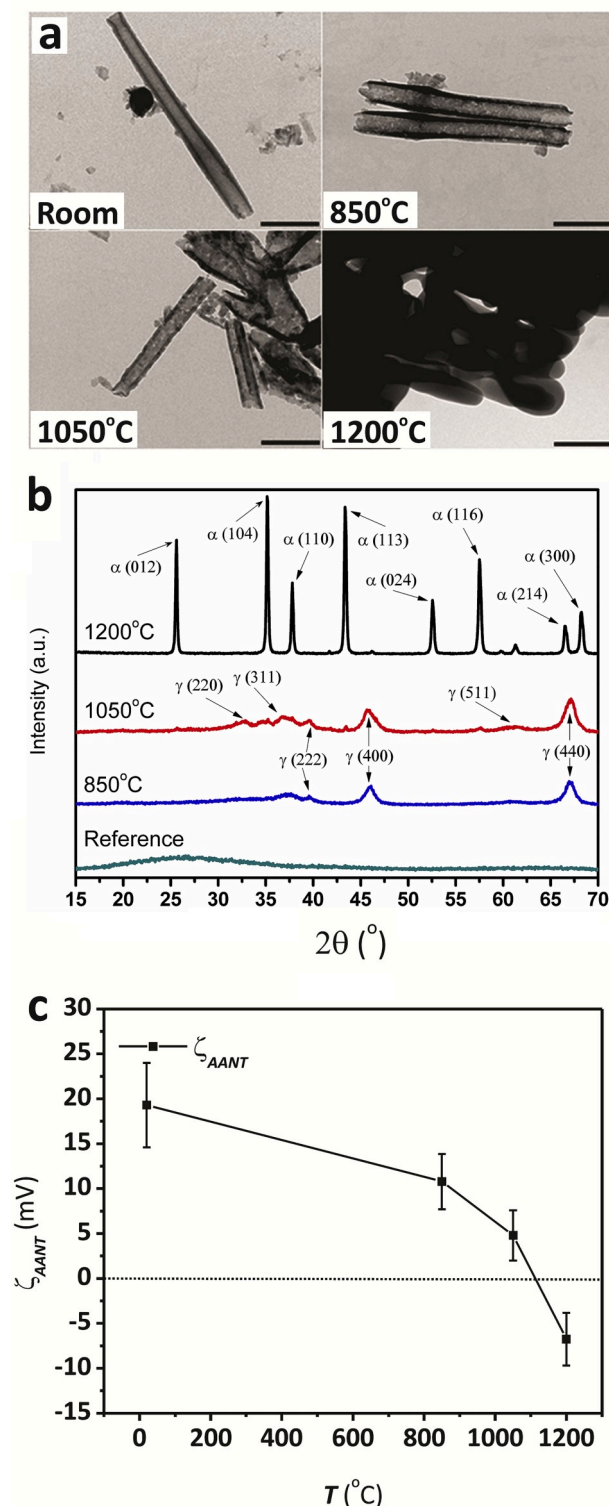 a
Room
850°C
1050°C
1200°C
b
α (012)
α (104)
α (110)
α (113)
α (024)
α (116)
α (214)
α (300)
1200°C
γ (220)
γ (311)
γ (511)
1050°C
γ (222)
γ (400)
γ (440)
850°C
Reference
Intensity (a.u.)
15 20 25 30 35 40 45 50 55 60 65 70
2θ (°)
c
ζAANT
30
25
20
15
10
5
0
-5
-10
-15
ζAANT (mV)
0 200 400 600 800 1000 1200
T (°C)